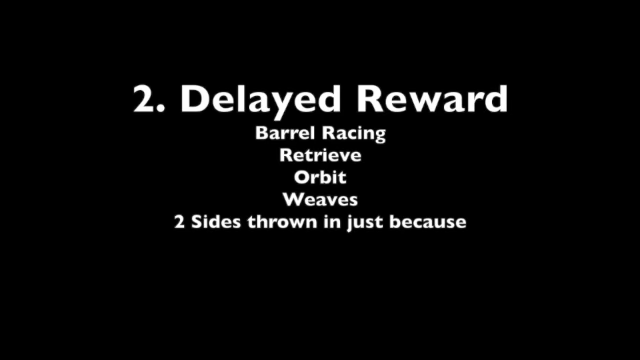 2. Delayed Reward
Barrel Racing
Retrieve
Orbit
Weaves
2 Sides thrown in just because